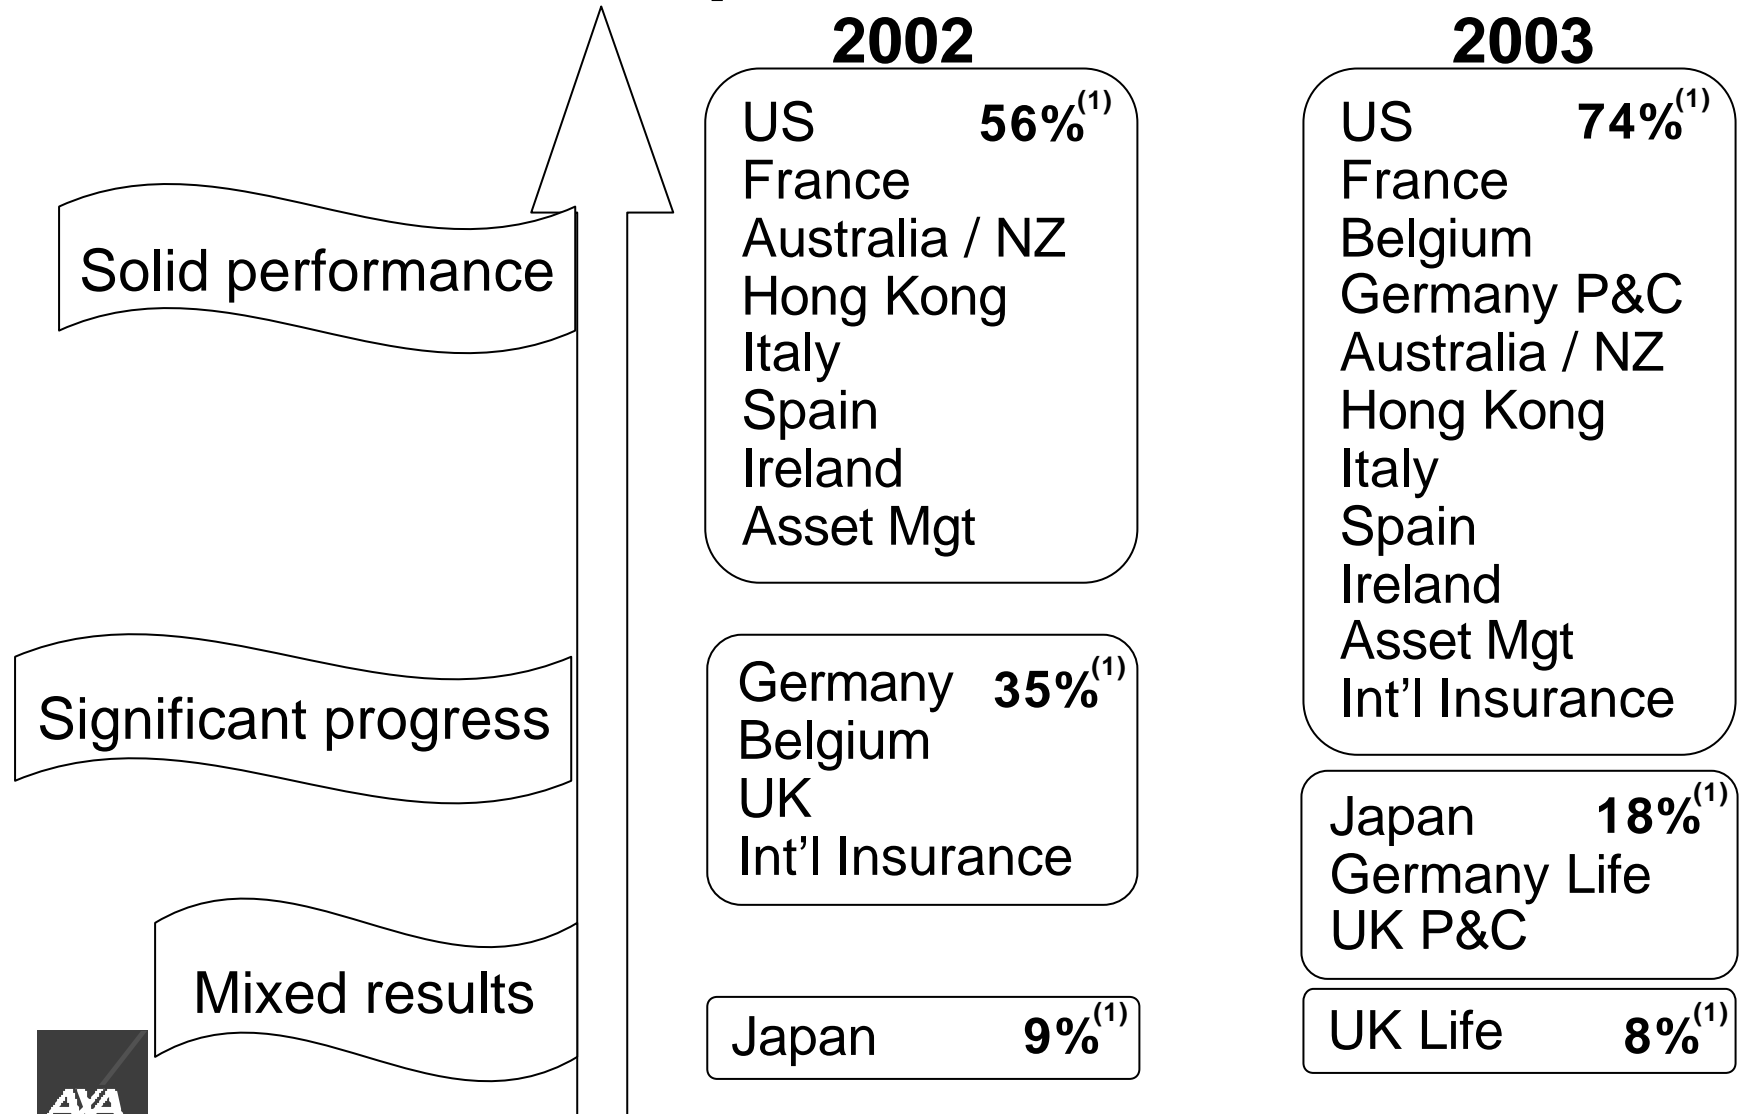 2002
2003
Solid performance
US 56%(1)
France
Australia / NZ
Hong Kong
Italy
Spain
Ireland
Asset Mgt
US 74%(1)
France
Belgium
Germany P&C
Australia / NZ
Hong Kong
Italy
Spain
Ireland
Asset Mgt
Int'l Insurance
Significant progress
Germany 35%(1)
Belgium
UK
Int'l Insurance
Japan 18%(1)
Germany Life
UK P&C
Mixed results
Japan 9%(1)
UK Life 8%(1)
AXA